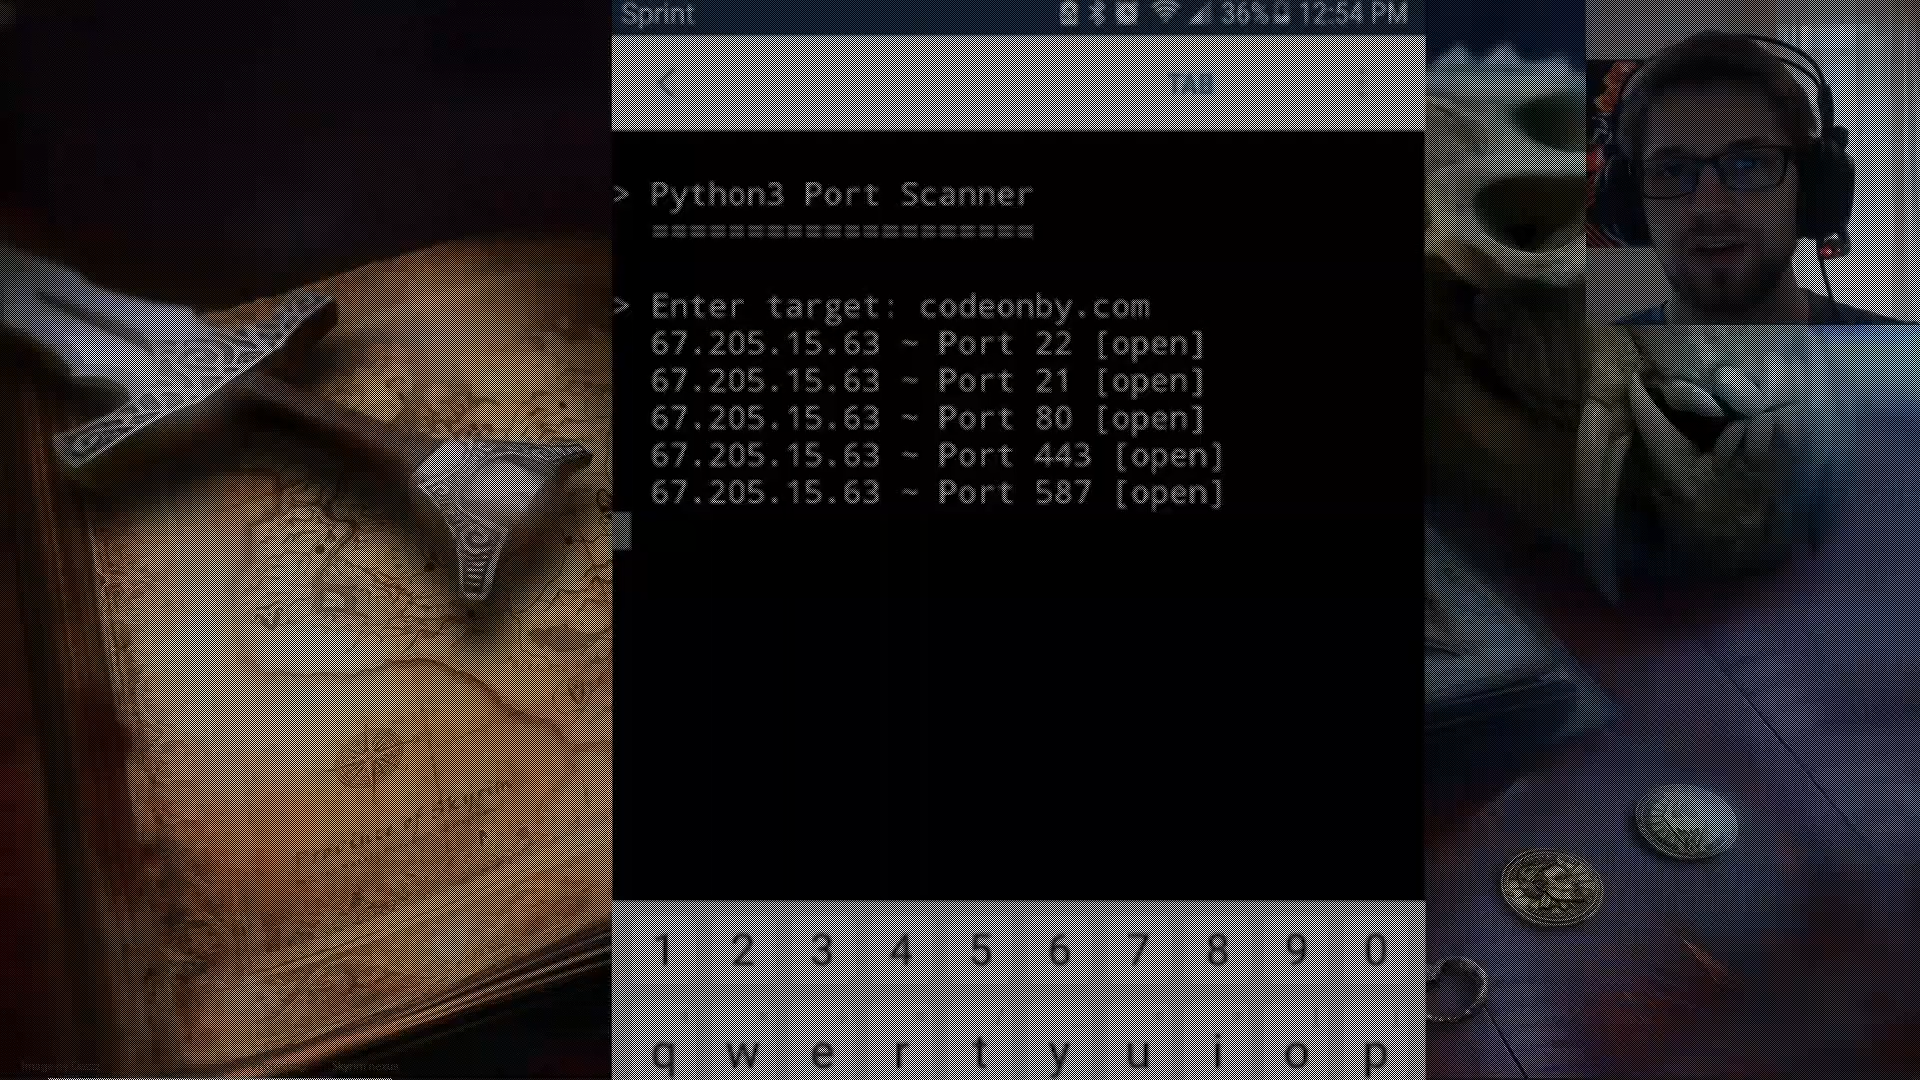 Sprint 36% 12:54 PM
> Python3 Port Scanner
====================
> Enter target: codeonby.com
67.205.15.63 ~ Port 22 [open]
67.205.15.63 ~ Port 21 [open]
67.205.15.63 ~ Port 80 [open]
67.205.15.63 ~ Port 443 [open]
67.205.15.63 ~ Port 587 [open]
1 2 3 4 5 6 7 8 9 0
q w e r t y u i o p